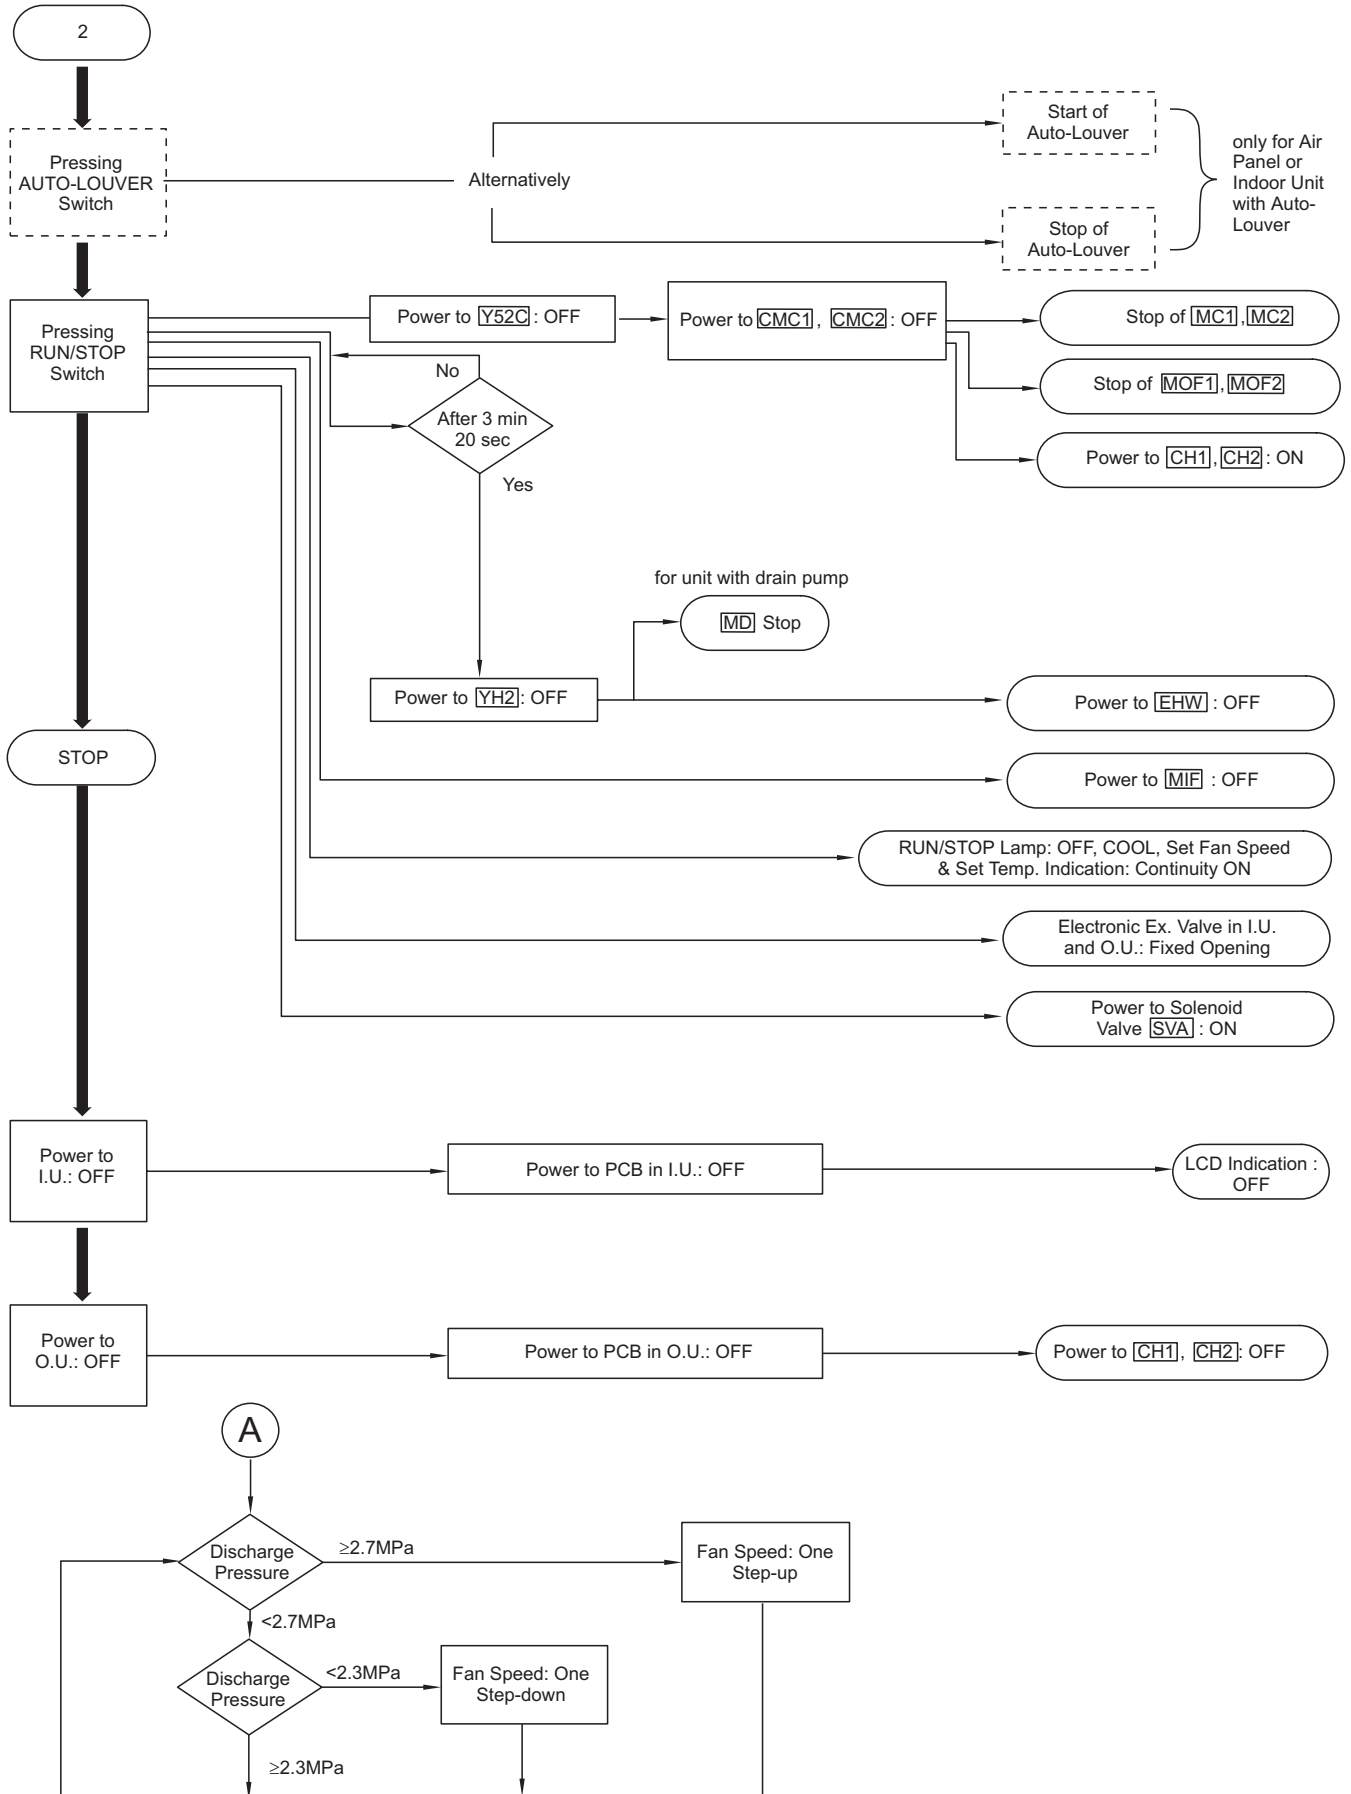 2
Pressing
AUTO-LOUVER
Switch
Alternatively
Start of
Auto-Louver
Stop of
Auto-Louver
only for Air
Panel or
Indoor Unit
with Auto-
Louver
Pressing
RUN/STOP
Switch
Power to Y52C : OFF
Power to CMC1 , CMC2 : OFF
Stop of MC1 , MC2
Stop of MOF1 , MOF2
Power to CH1 , CH2 : ON
No
After 3 min
20 sec
Yes
for unit with drain pump
MD Stop
Power to YH2 : OFF
Power to EHW : OFF
STOP
Power to MIF : OFF
RUN/STOP Lamp: OFF, COOL, Set Fan Speed
& Set Temp. Indication: Continuity ON
Electronic Ex. Valve in I.U.
and O.U.: Fixed Opening
Power to Solenoid
Valve SVA : ON
Power to
I.U.: OFF
Power to PCB in I.U.: OFF
LCD Indication :
OFF
Power to
O.U.: OFF
Power to PCB in O.U.: OFF
Power to CH1 , CH2 : OFF
A
Discharge
Pressure
≥2.7MPa
Fan Speed: One
Step-up
<2.7MPa
Discharge
Pressure
<2.3MPa
Fan Speed: One
Step-down
≥2.3MPa